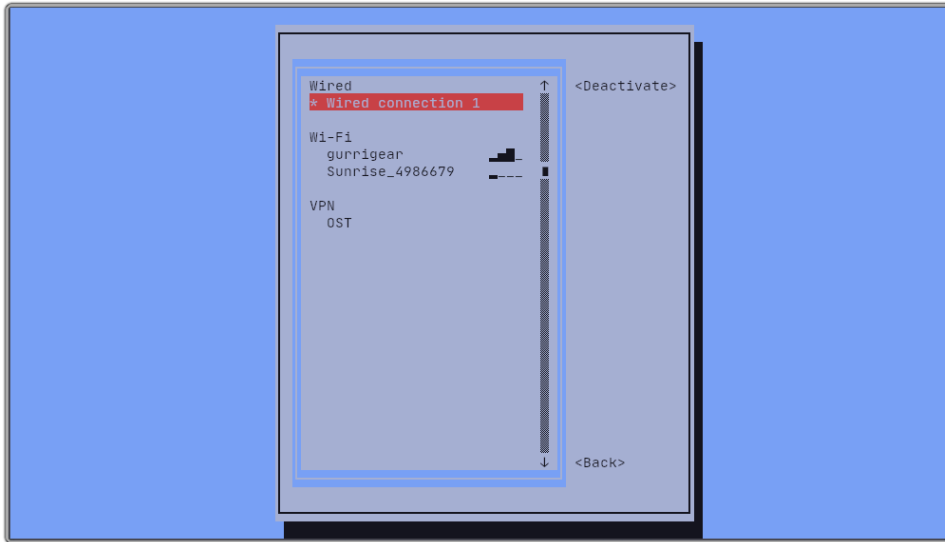 Wired
<Deactivate>
* Wired connection 1
Wi-Fi
gurrigear
Sunrise_4986679
VPN
OST
<Back>